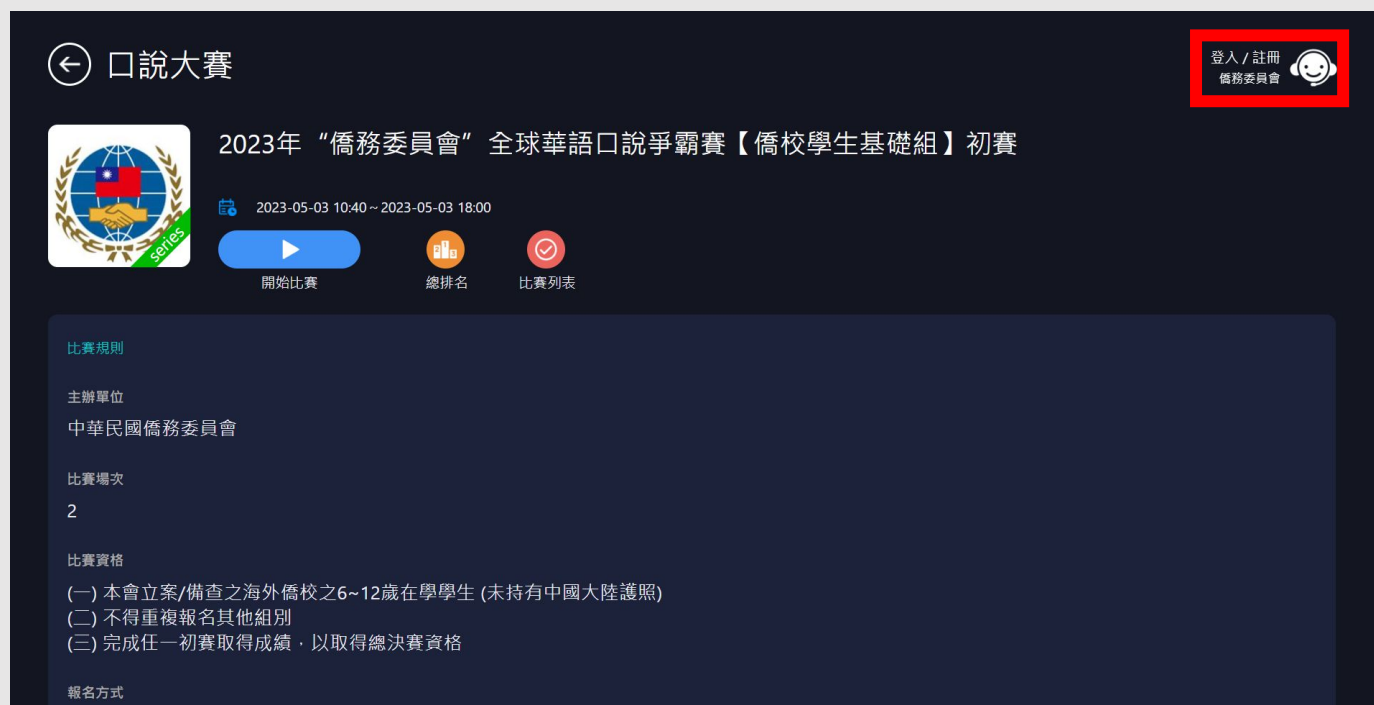 口說大賽
登入 / 註冊
僑務委員會
2023年“僑務委員會”全球華語口說爭霸賽【僑校學生基礎組】初賽
series
2023-05-03 10:40 ~ 2023-05-03 18:00
2 1 3
開始比賽
總排名
比賽列表
比賽規則
主辦單位
中華民國僑務委員會
比賽場次
2
比賽資格
(一) 本會立案/備查之海外僑校之6~12歲在學學生 (未持有中國大陸護照)
(二) 不得重複報名其他組別
(三) 完成任一初賽取得成績，以取得總決賽資格
報名方式